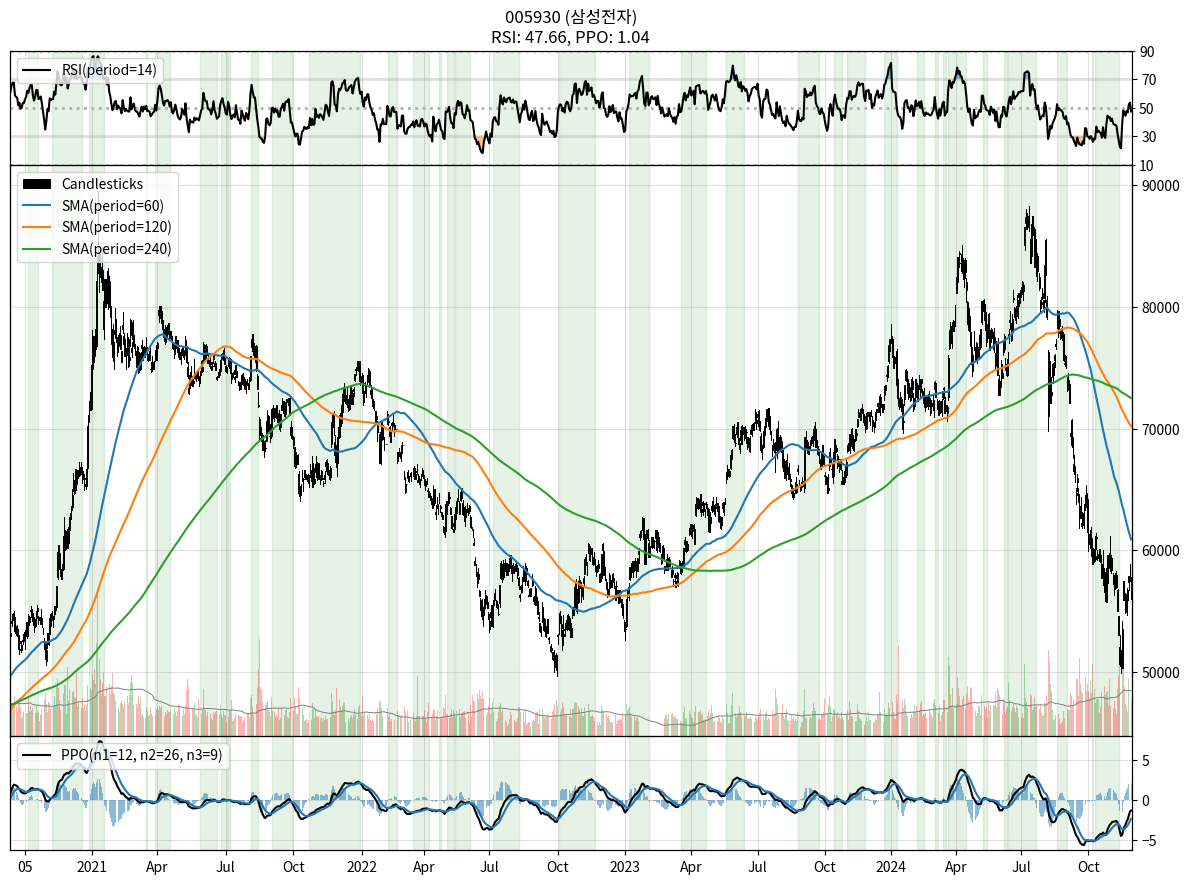 005930 (삼성전자)
RSI: 47.66, PPO: 1.04
RSI(period=14)
90
70
50
30
10
Candlesticks
SMA(period=60)
SMA(period=120)
SMA(period=240)
90000
80000
70000
60000
50000
PPO(n1=12, n2=26, n3=9)
5
0
−5
05 2021 Apr Jul Oct 2022 Apr Jul Oct 2023 Apr Jul Oct 2024 Apr Jul Oct